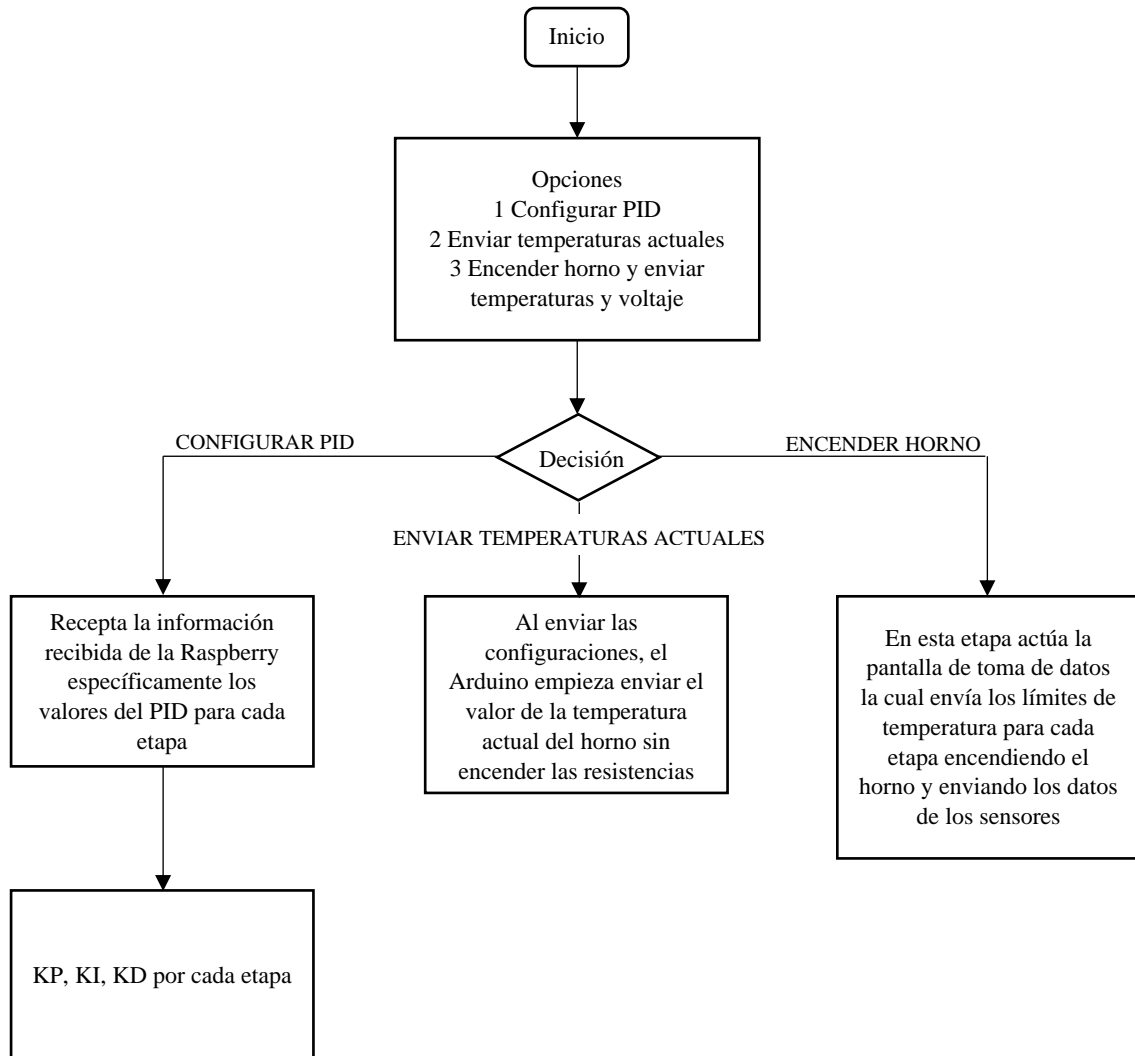 Inicio
Opciones
1 Configurar PID
2 Enviar temperaturas actuales
3 Encender horno y enviar
temperaturas y voltaje
CONFIGURAR PID
Decisión
ENCENDER HORNO
ENVIAR TEMPERATURAS ACTUALES
Recepta la información
recibida de la Raspberry
específicamente los
valores del PID para cada
etapa
Al enviar las
configuraciones, el
Arduino empieza enviar el
valor de la temperatura
actual del horno sin
encender las resistencias
En esta etapa actúa la
pantalla de toma de datos
la cual envía los límites de
temperatura para cada
etapa encendiendo el
horno y enviando los datos
de los sensores
KP, KI, KD por cada etapa